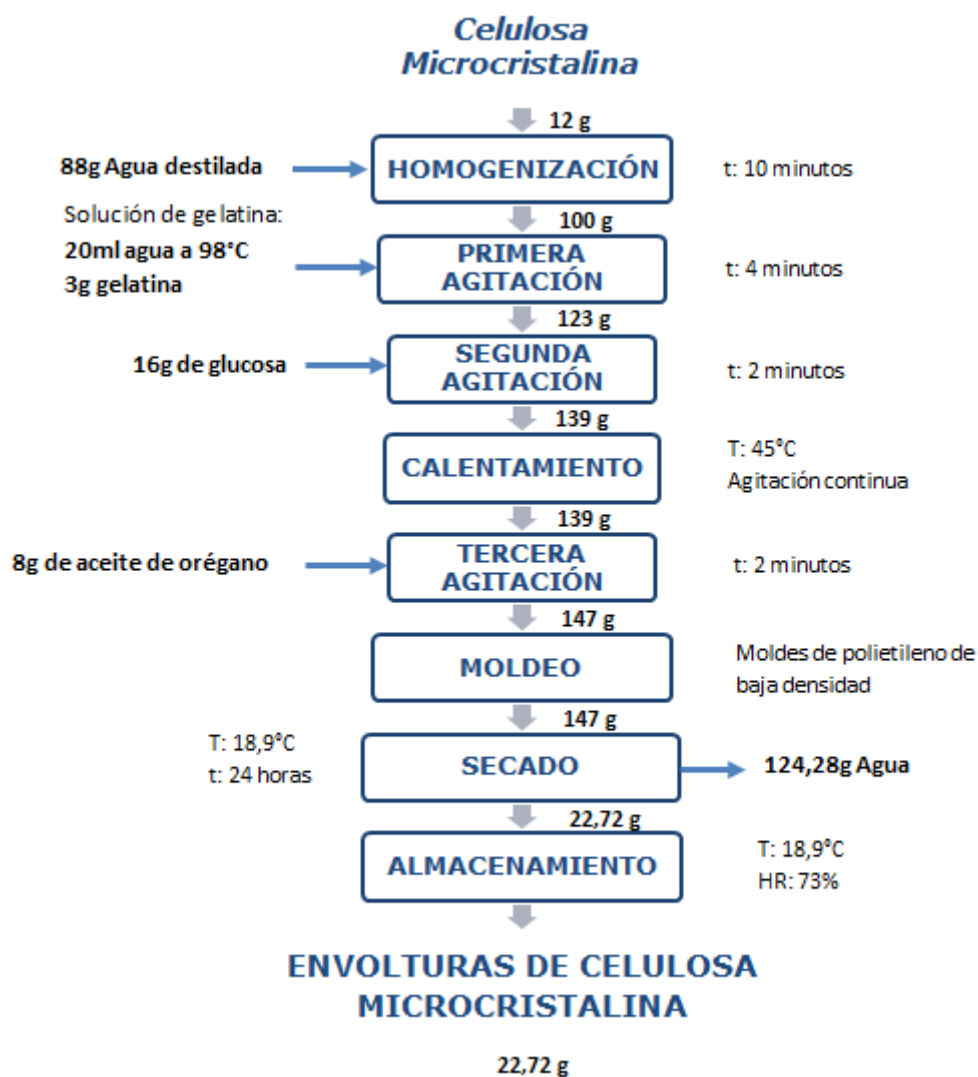 Celulosa
Microcristalina
12 g
88g Agua destilada
HOMOGENIZACIÓN
t: 10 minutos
100 g
Solución de gelatina:
20ml agua a 98°C
3g gelatina
PRIMERA
AGITACIÓN
t: 4 minutos
123 g
16g de glucosa
SEGUNDA
AGITACIÓN
t: 2 minutos
139 g
CALENTAMIENTO
T: 45°C
Agitación continua
139 g
8g de aceite de orégano
TERCERA
AGITACIÓN
t: 2 minutos
147 g
MOLDEO
Moldes de polietileno de
baja densidad
147 g
T: 18,9°C
t: 24 horas
SECADO
124,28g Agua
22,72 g
ALMACENAMIENTO
T: 18,9°C
HR: 73%
ENVOLTURAS DE CELULOSA
MICROCRISTALINA
22,72 g